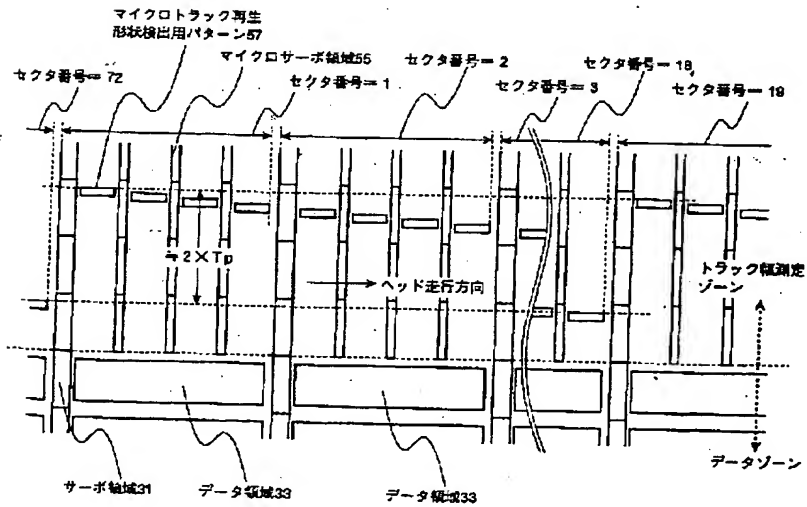 マイクロトラック再生
形状検出用パターン57
マイクロサーボ領域55
セクタ番号= 72
セクタ番号= 1
セクタ番号= 2
セクタ番号= 3
セクタ番号= 18
セクタ番号= 19
≒2×Tp
ヘッド走行方向
トラック幅測定
ゾーン
データゾーン
サーボ領域31
データ領域33
データ領域33